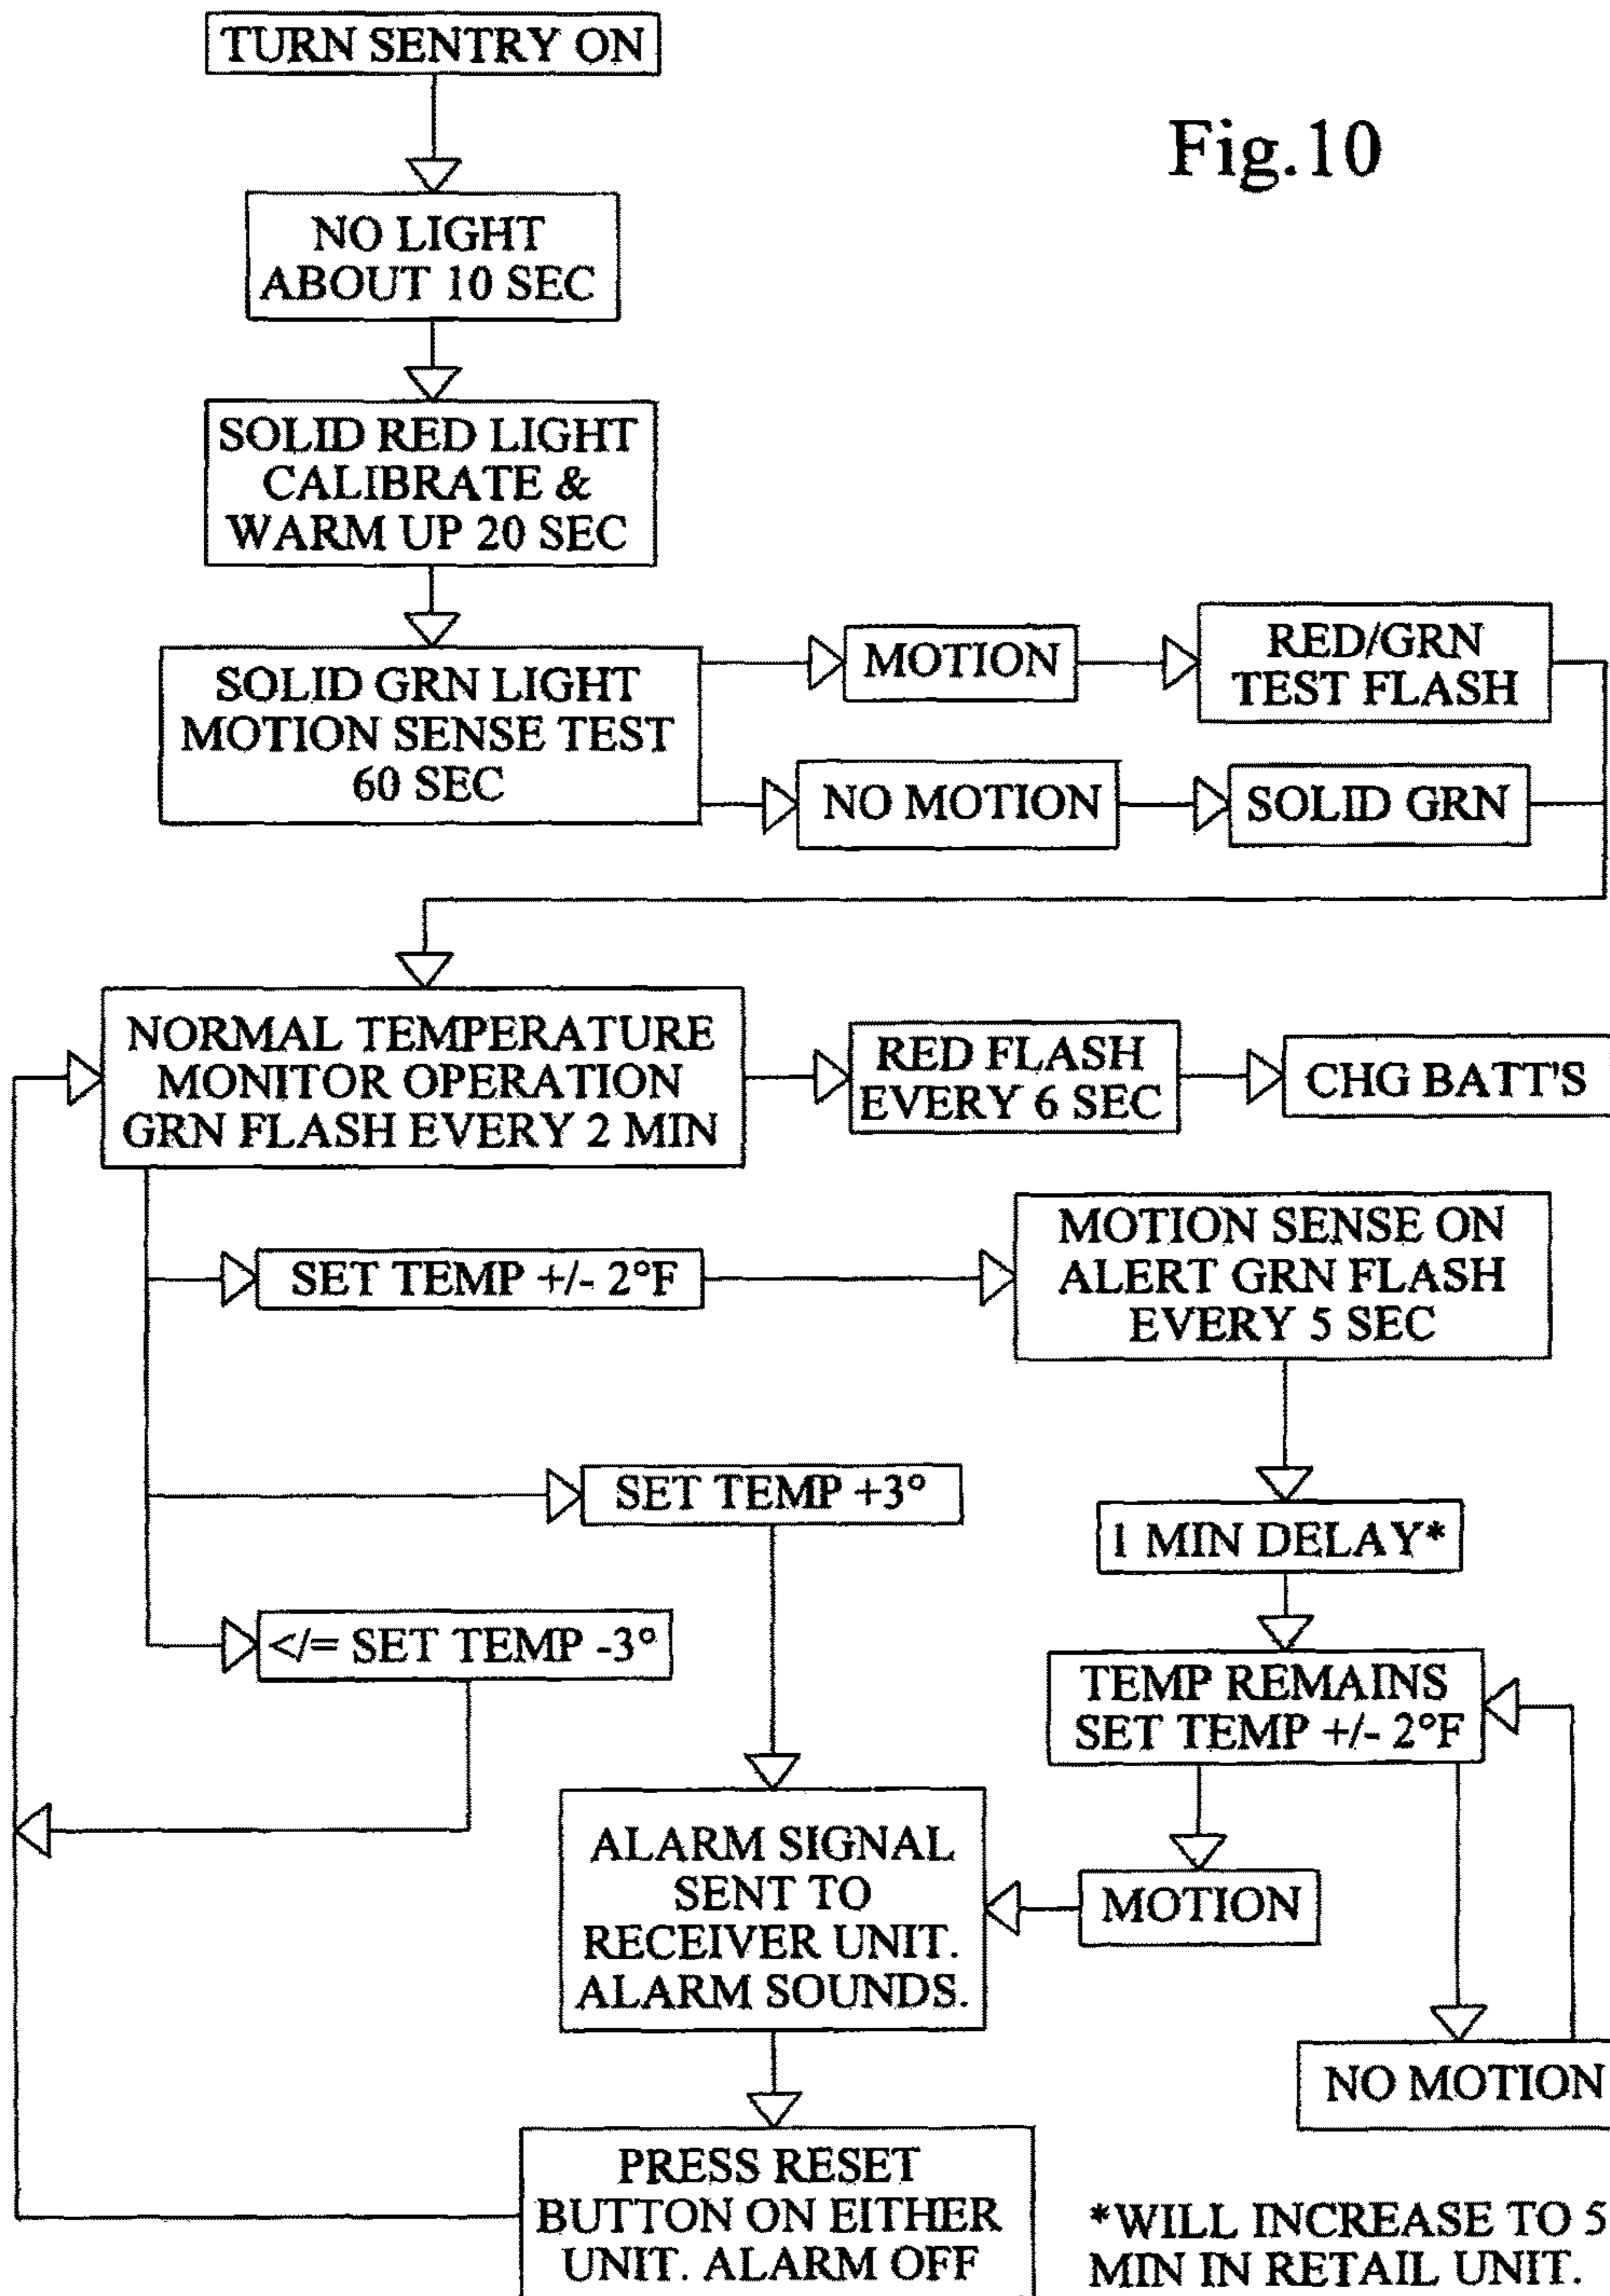 TURN SENTRY ON
Fig.10
NO LIGHT
ABOUT 10 SEC
SOLID RED LIGHT
CALIBRATE &
WARM UP 20 SEC
SOLID GRN LIGHT
MOTION SENSE TEST
60 SEC
MOTION
RED/GRN
TEST FLASH
NO MOTION
SOLID GRN
NORMAL TEMPERATURE
MONITOR OPERATION
GRN FLASH EVERY 2 MIN
RED FLASH
EVERY 6 SEC
CHG BATT'S
SET TEMP +/- 2°F
MOTION SENSE ON
ALERT GRN FLASH
EVERY 5 SEC
SET TEMP +3°
1 MIN DELAY*
</= SET TEMP -3°
TEMP REMAINS
SET TEMP +/- 2°F
ALARM SIGNAL
SENT TO
RECEIVER UNIT.
ALARM SOUNDS.
MOTION
NO MOTION
PRESS RESET
BUTTON ON EITHER
UNIT. ALARM OFF
*WILL INCREASE TO 5
MIN IN RETAIL UNIT.